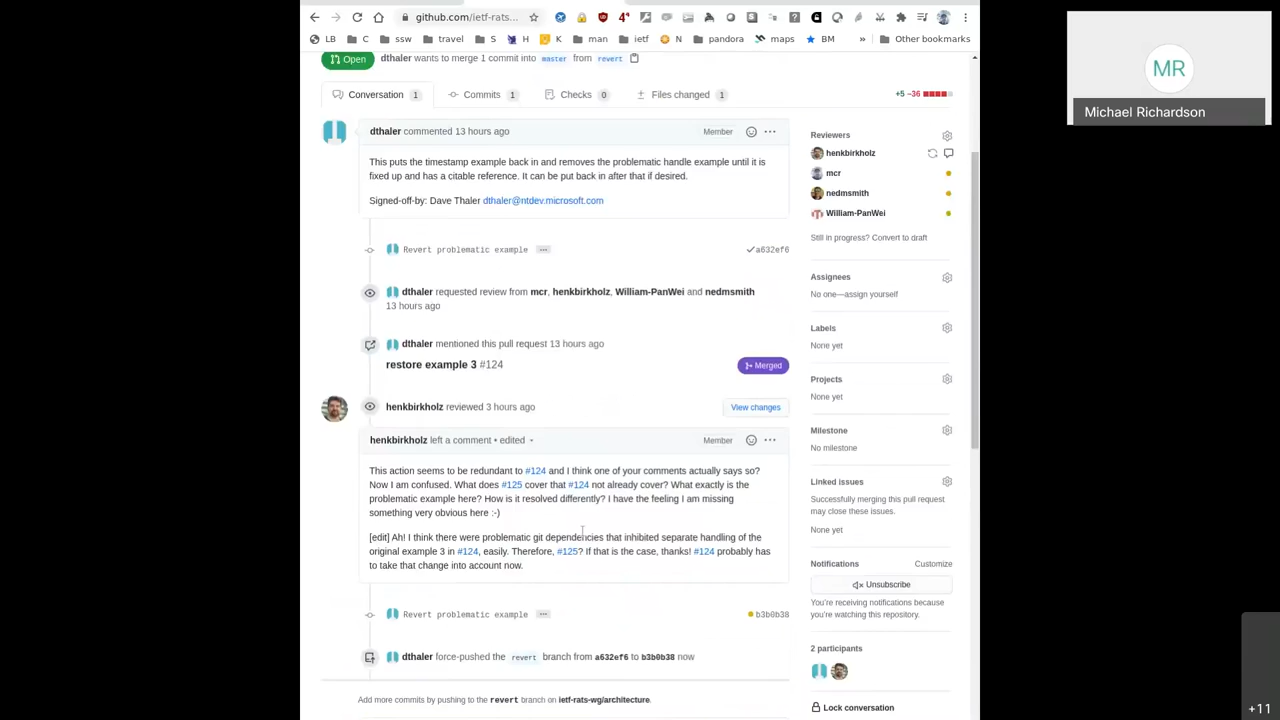 github.com/ietf-rats...
LB C ssw travel S H K man ietf N pandora maps BM » Other bookmarks
MR
Michael Richardson
Open dthaler wants to merge 1 commit into master from revert
Conversation 1 Commits 1 Checks 0 Files changed 1 +5 −36
dthaler commented 13 hours ago Member ...
This puts the timestamp example back in and removes the problematic handle example until it is
fixed up and has a citable reference. It can be put back in after that if desired.
Signed-off-by: Dave Thaler dthaler@ntdev.microsoft.com
Revert problematic example ... a632ef6
dthaler requested review from mcr, henkbirkholz, William-PanWei and nedmsmith
13 hours ago
dthaler mentioned this pull request 13 hours ago
restore example 3 #124 Merged
henkbirkholz reviewed 3 hours ago View changes
henkbirkholz left a comment • edited Member ...
This action seems to be redundant to #124 and I think one of your comments actually says so?
Now I am confused. What does #125 cover that #124 not already cover? What exactly is the
problematic example here? How is it resolved differently? I have the feeling I am missing
something very obvious here :-)
[edit] Ah! I think there were problematic git dependencies that inhibited separate handling of the
original example 3 in #124, easily. Therefore, #125? If that is the case, thanks! #124 probably has
to take that change into account now.
Revert problematic example ... b3b0b38
dthaler force-pushed the revert branch from a632ef6 to b3b0b38 now
Add more commits by pushing to the revert branch on ietf-rats-wg/architecture.
Reviewers
henkbirkholz
mcr
nedmsmith
William-PanWei
Still in progress? Convert to draft
Assignees
No one—assign yourself
Labels
None yet
Projects
None yet
Milestone
No milestone
Linked issues
Successfully merging this pull request
may close these issues.
None yet
Notifications Customize
Unsubscribe
You're receiving notifications because
you're watching this repository.
2 participants
Lock conversation
+11